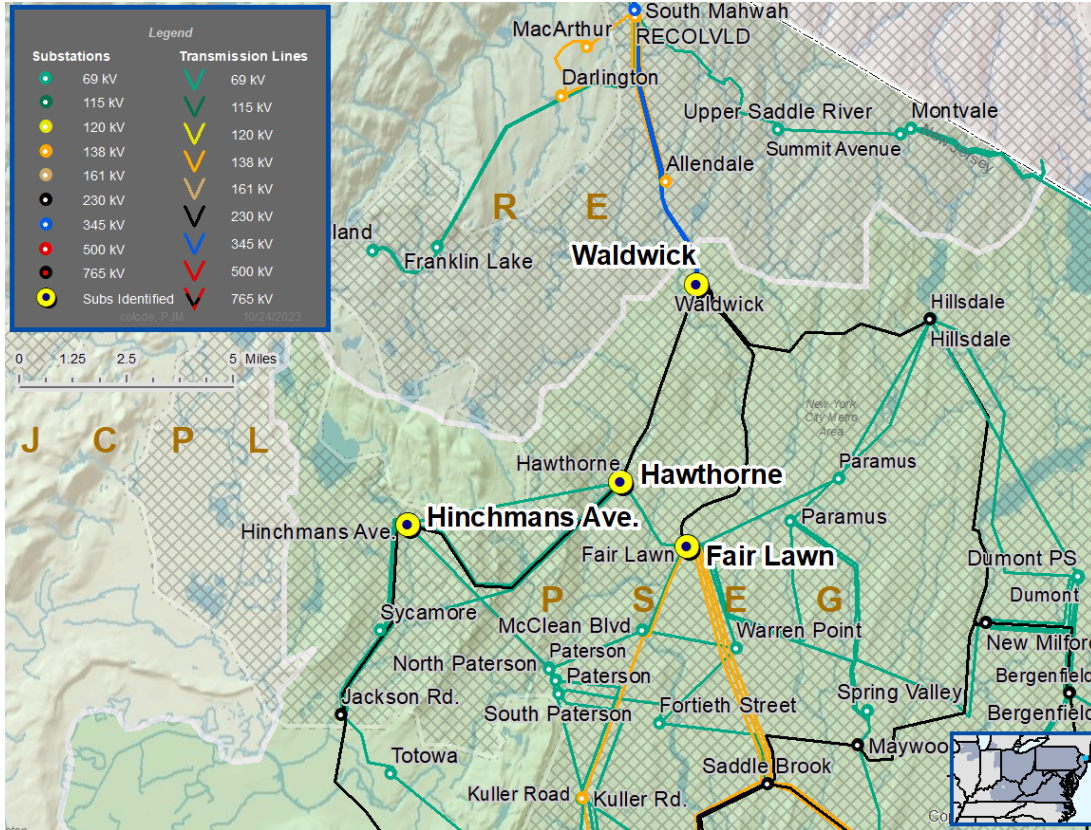 Legend
Substations Transmission Lines
69 kV 69 kV
115 kV 115 kV
120 kV 120 kV
138 kV 138 kV
161 kV 161 kV
230 kV 230 kV
345 kV 345 kV
500 kV 500 kV
765 kV 765 kV
Subs Identified
colode, PJM 10/24/2023
South Mahwah
MacArthur
RECOLVLD
Darlington
Upper Saddle River
Montvale
Summit Avenue
New Jersey
Allendale
R E
land
Franklin Lake
Waldwick
Waldwick
Hillsdale
Hillsdale
0 1.25 2.5 5 Miles
New York
City Metro
Area
J C P L
Hawthorne
Hawthorne
Paramus
Hinchmans Ave.
Hinchmans Ave.
Paramus
Fair Lawn
Fair Lawn
Dumont PS
Dumont
P S E G
Sycamore
McClean Blvd
Warren Point
New Milford
Paterson
North Paterson
Paterson
Bergenfield
Jackson Rd.
South Paterson
Fortieth Street
Spring Valley
Bergenfield
Totowa
Maywoo
Saddle Brook
Kuller Road
Kuller Rd.